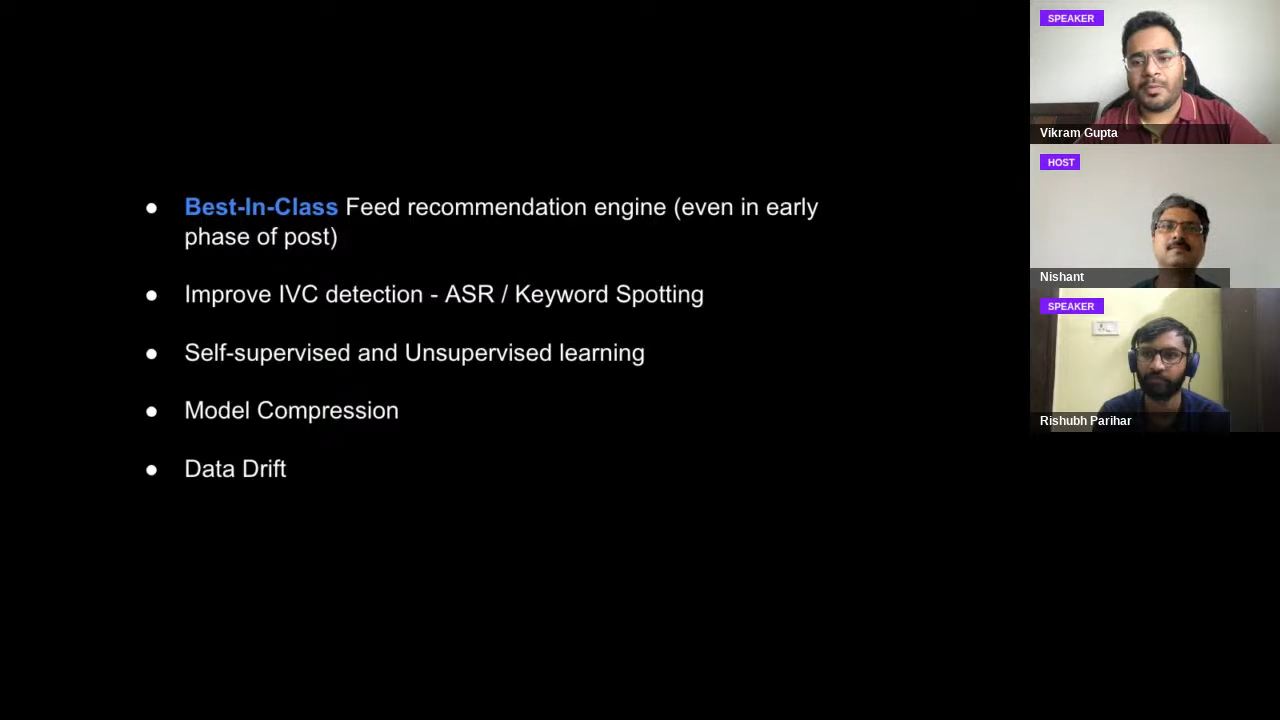 ● Best-In-Class Feed recommendation engine (even in early
phase of post)
● Improve IVC detection - ASR / Keyword Spotting
● Self-supervised and Unsupervised learning
● Model Compression
● Data Drift
SPEAKER
Vikram Gupta
HOST
Nishant
SPEAKER
Rishubh Parihar